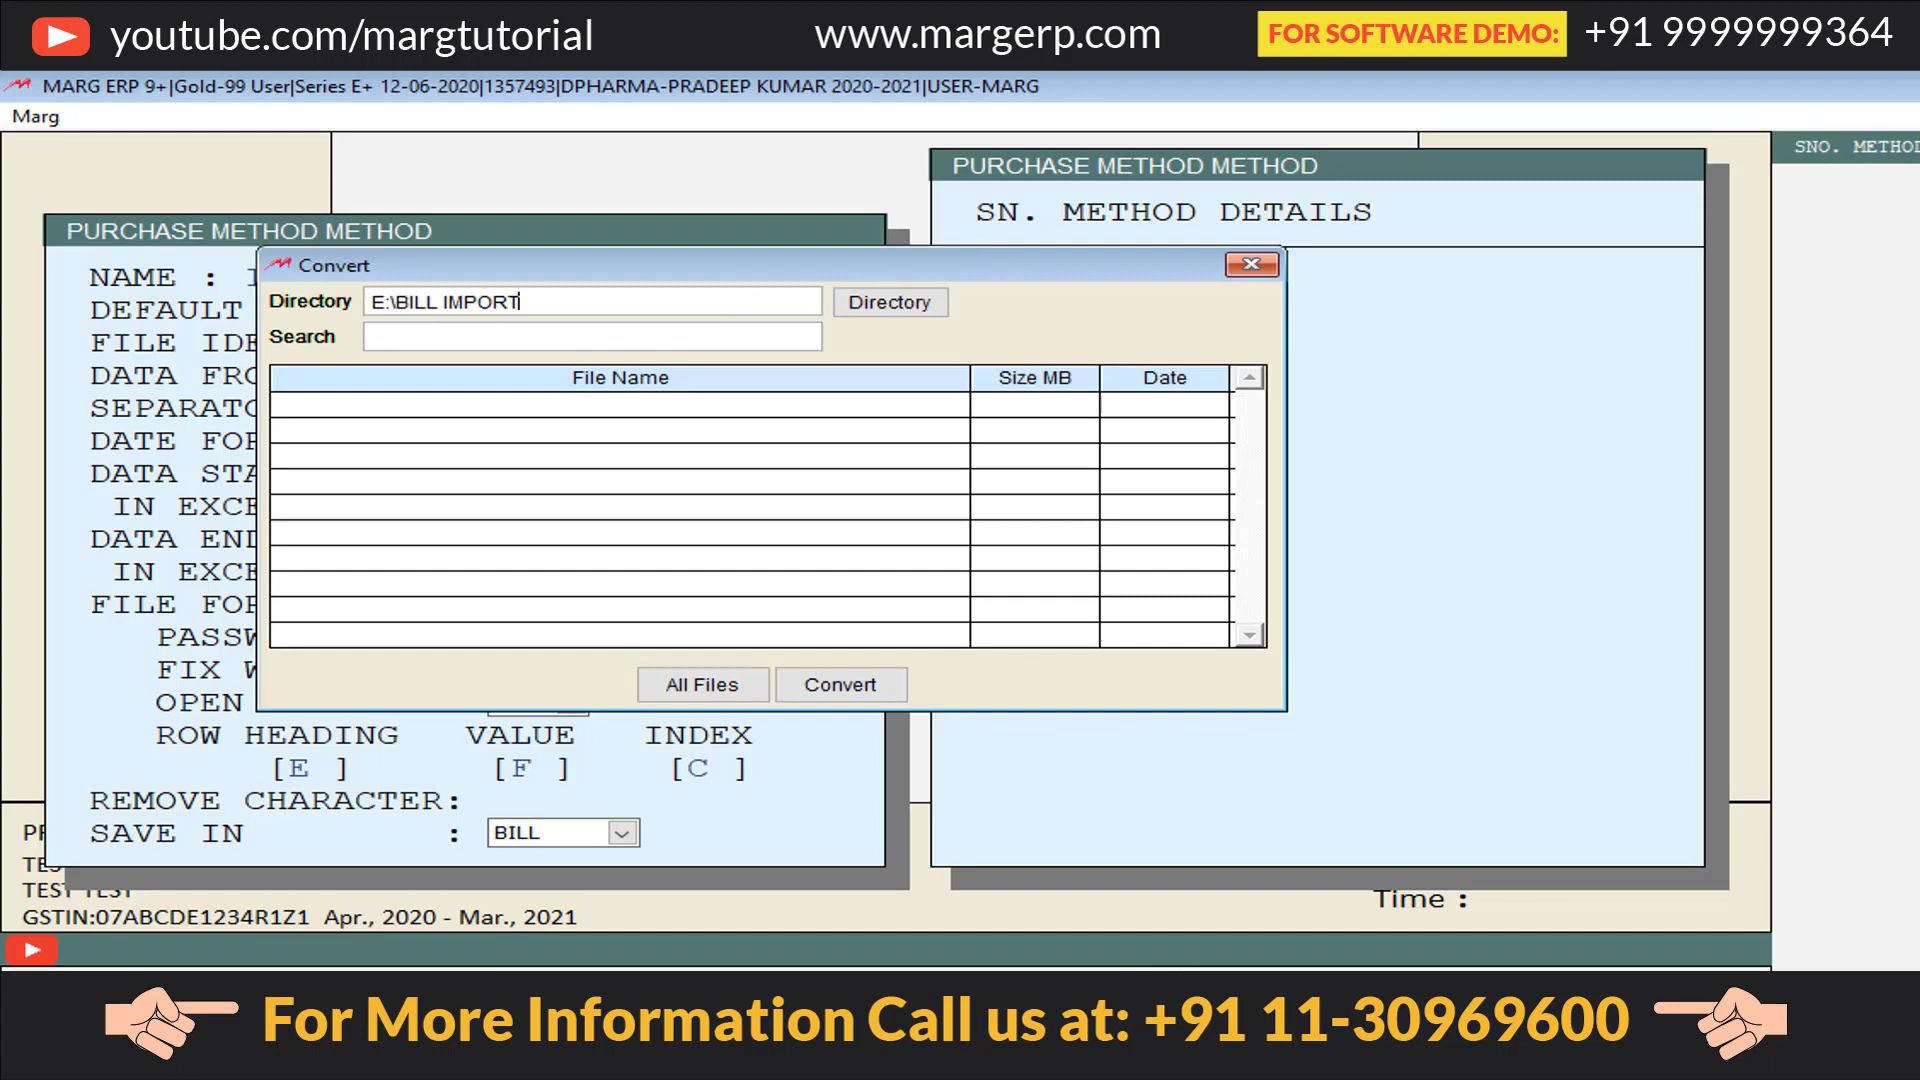 youtube.com/margtutorial
www.margerp.com
FOR SOFTWARE DEMO: +91 9999999364
MARG ERP 9+|Gold-99 User|Series E+ 12-06-2020|1357493|DPHARMA-PRADEEP KUMAR 2020-2021|USER-MARG
Marg
SNO. METHOD
PURCHASE METHOD METHOD
SN. METHOD DETAILS
PURCHASE METHOD METHOD
NAME :
DEFAULT
FILE IDE
DATA FRO
SEPARATO
DATE FOR
DATA STA
IN EXCE
DATA END
IN EXCE
FILE FOR
PASSW
FIX W
OPEN
ROW HEADING VALUE INDEX
[E ] [F ] [C ]
REMOVE CHARACTER:
SAVE IN : BILL
Convert
Directory E:\BILL IMPORT Directory
Search
File Name Size MB Date
All Files Convert
TEST TEST
GSTIN:07ABCDE1234R1Z1 Apr., 2020 - Mar., 2021
Time :
For More Information Call us at: +91 11-30969600